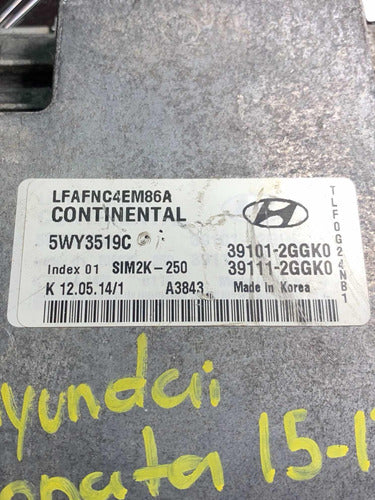 LFAFNC4EM86A
CONTINENTAL
5WY3519C
39101-2GGK0
Index 01 SIM2K-250
39111-2GGK0
K 12.05.14/1 A3843
Made in Korea
TLF0G24NB1
yundai
onata 15-1